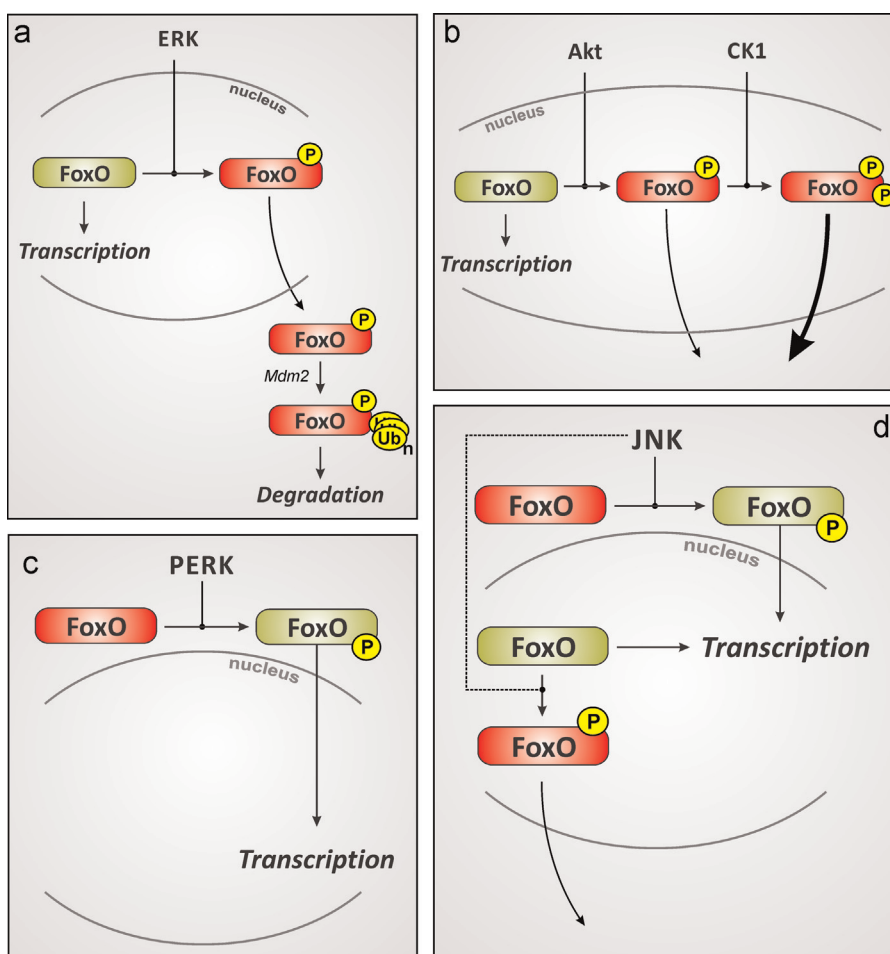 a
ERK
nucleus
P
FoxO
FoxO
Transcription
P
FoxO
Mdm2
P
FoxO
Ub
n
Degradation
b
Akt
CK1
nucleus
P
P
FoxO
FoxO
FoxO
P
Transcription
c
PERK
FoxO
FoxO
P
nucleus
Transcription
d
JNK
FoxO
FoxO
P
nucleus
FoxO
Transcription
P
FoxO